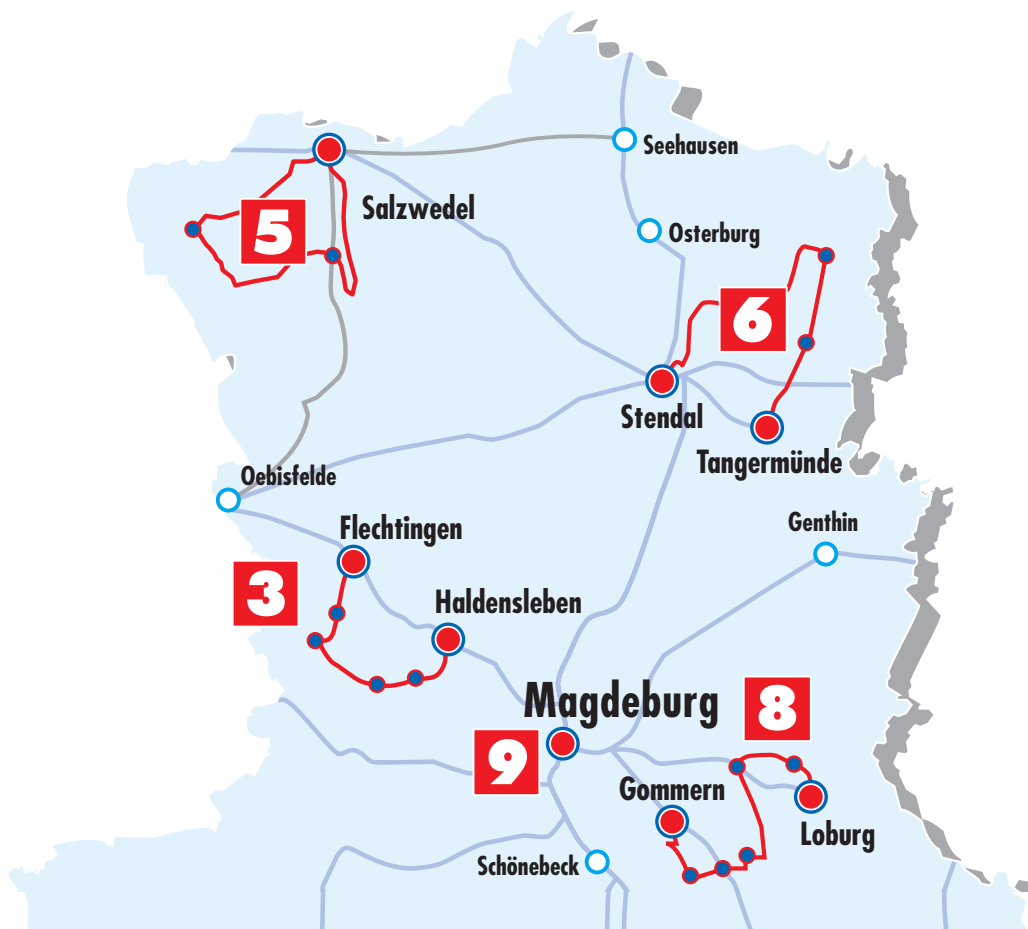 Seehausen
Salzwedel
5
Osterburg
6
Stendal
Tangermünde
Oebisfelde
Genthin
Flechtingen
3
Haldensleben
Magdeburg
8
9
Gommern
Loburg
Schönebeck